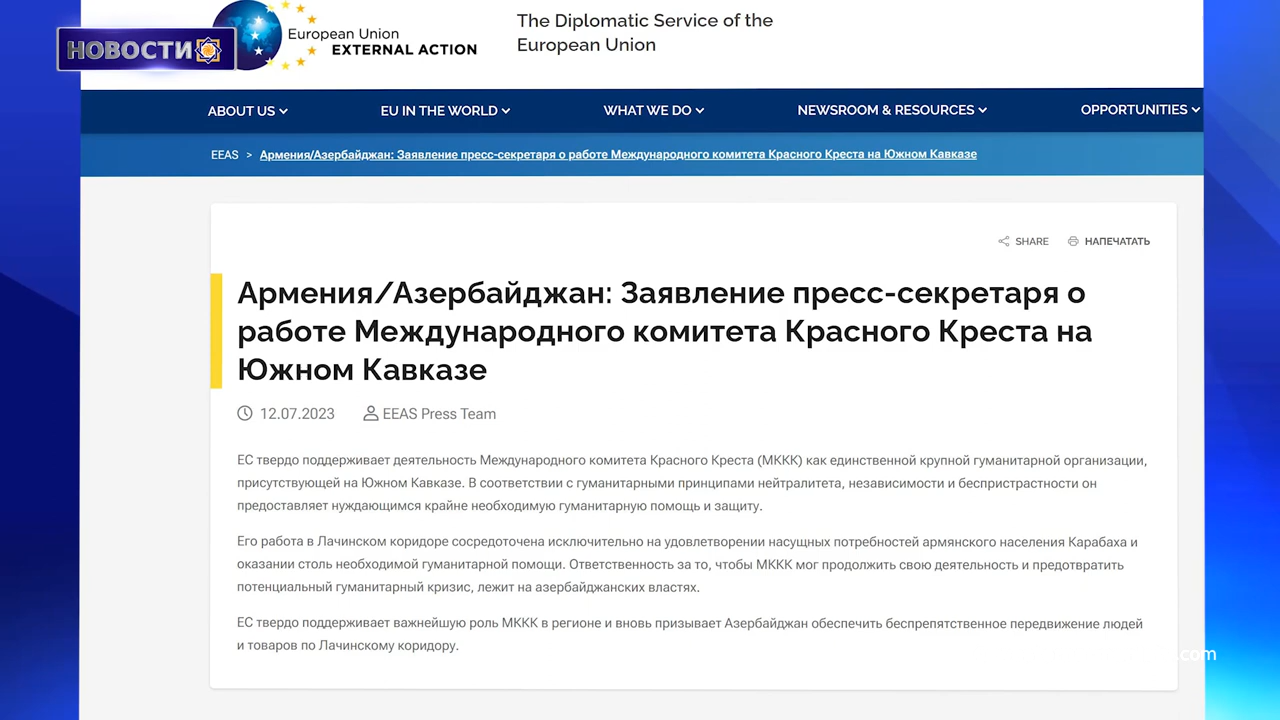 НОВОСТИ
European Union
EXTERNAL ACTION
The Diplomatic Service of the
European Union
ABOUT US
EU IN THE WORLD
WHAT WE DO
NEWSROOM & RESOURCES
OPPORTUNITIES
EEAS > Армения/Азербайджан: Заявление пресс-секретаря о работе Международного комитета Красного Креста на Южном Кавказе
SHARE
НАПЕЧАТАТЬ
Армения/Азербайджан: Заявление пресс-секретаря о
работе Международного комитета Красного Креста на
Южном Кавказе
12.07.2023
EEAS Press Team
ЕС твердо поддерживает деятельность Международного комитета Красного Креста (МККК) как единственной крупной гуманитарной организации,
присутствующей на Южном Кавказе. В соответствии с гуманитарными принципами нейтралитета, независимости и беспристрастности он
предоставляет нуждающимся крайне необходимую гуманитарную помощь и защиту.
Его работа в Лачинском коридоре сосредоточена исключительно на удовлетворении насущных потребностей армянского населения Карабаха и
оказании столь необходимой гуманитарной помощи. Ответственность за то, чтобы МККК мог продолжить свою деятельность и предотвратить
потенциальный гуманитарный кризис, лежит на азербайджанских властях.
ЕС твердо поддерживает важнейшую роль МККК в регионе и вновь призывает Азербайджан обеспечить беспрепятственное передвижение людей
и товаров по Лачинскому коридору.
.com